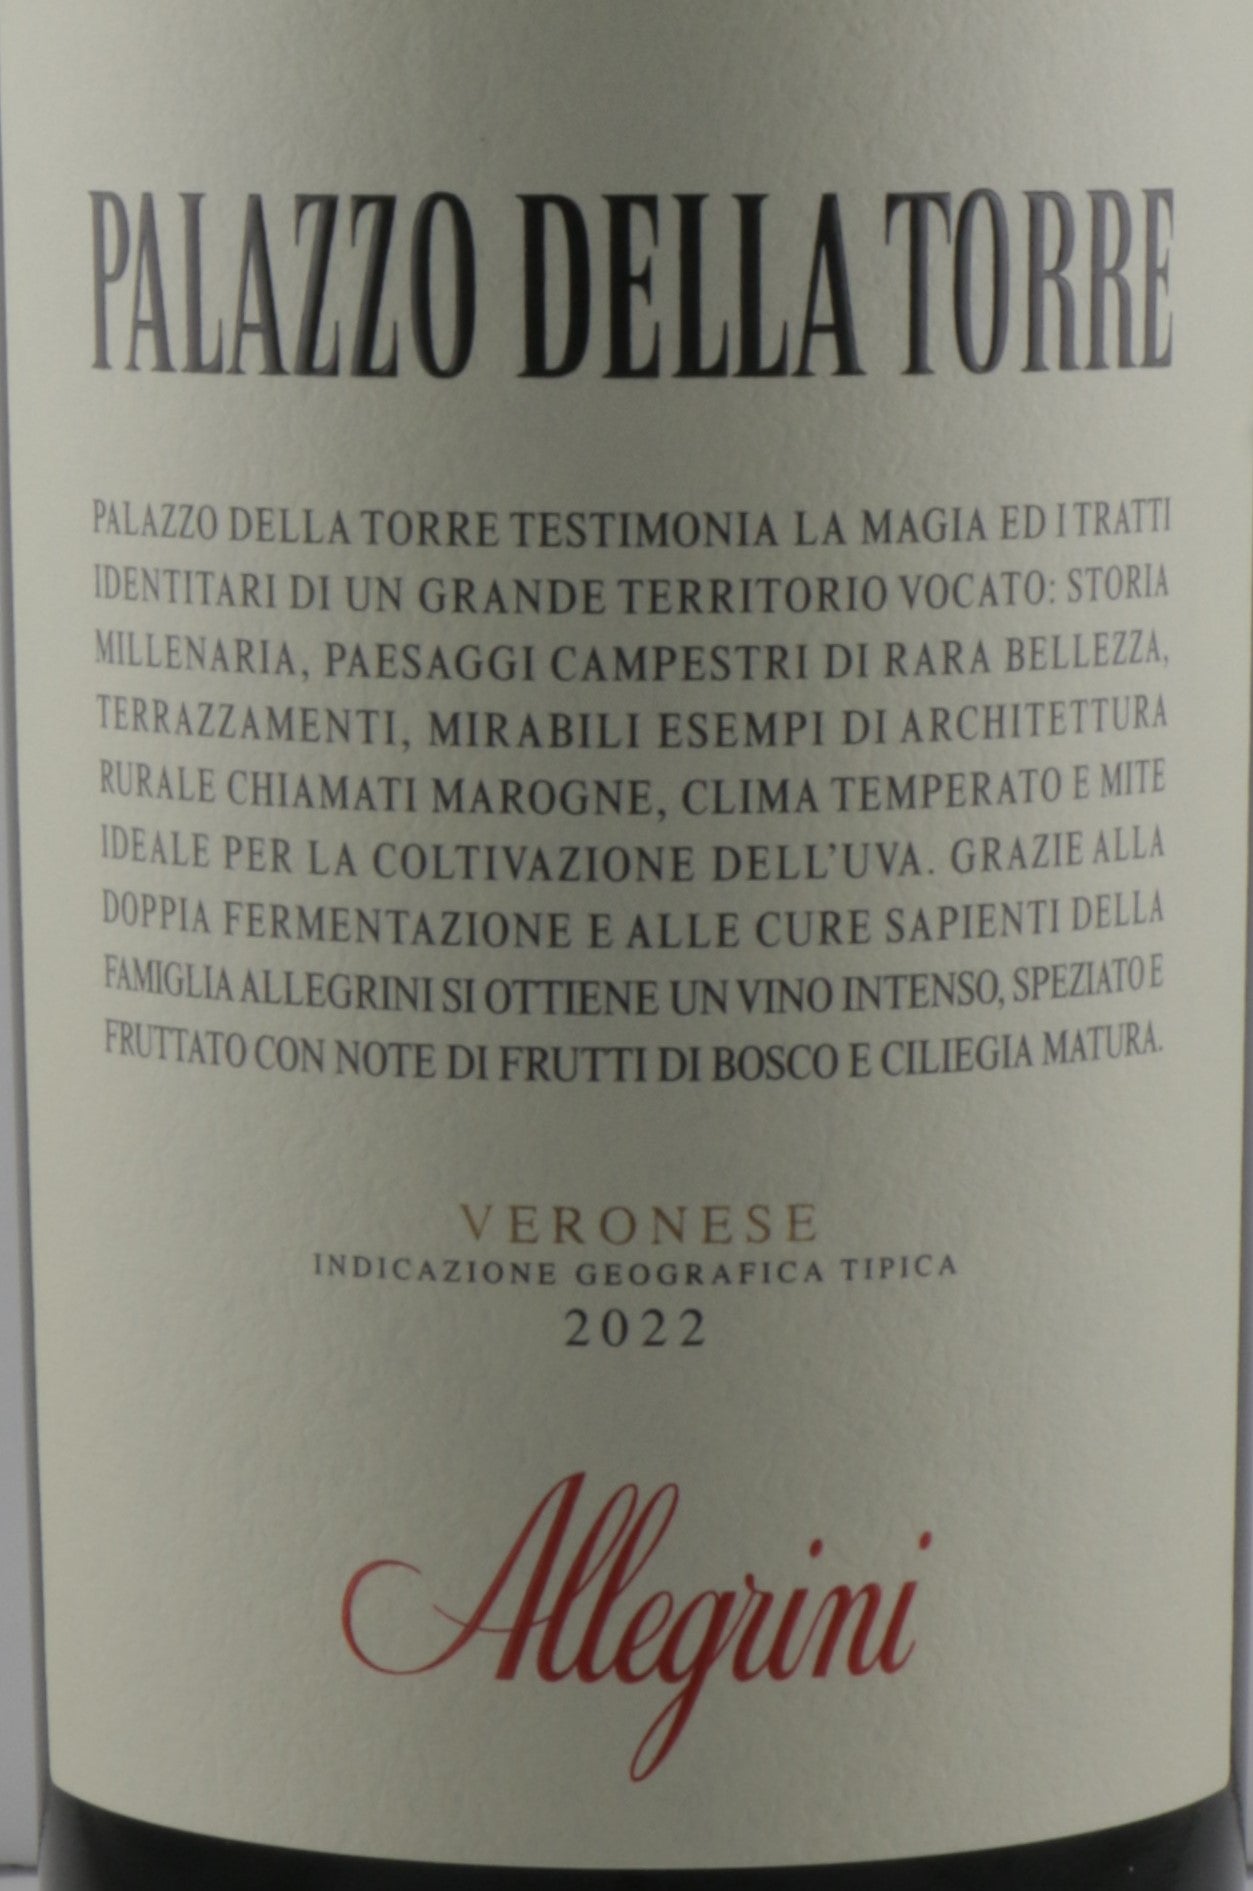 PALAZZO DELLA TORRE
PALAZZO DELLA TORRE TESTIMONIA LA MAGIA ED I TRATTI
IDENTITARI DI UN GRANDE TERRITORIO VOCATO: STORIA
MILLENARIA, PAESAGGI CAMPESTRI DI RARA BELLEZZA,
TERRAZZAMENTI, MIRABILI ESEMPI DI ARCHITETTURA
RURALE CHIAMATI MAROGNE, CLIMA TEMPERATO E MITE
IDEALE PER LA COLTIVAZIONE DELL’UVA. GRAZIE ALLA
DOPPIA FERMENTAZIONE E ALLE CURE SAPIENTI DELLA
FAMIGLIA ALLEGRINI SI OTTIENE UN VINO INTENSO, SPEZIATO E
FRUTTATO CON NOTE DI FRUTTI DI BOSCO E CILIEGIA MATURA.
VERONESE
INDICAZIONE GEOGRAFICA TIPICA
2022
Allegrini